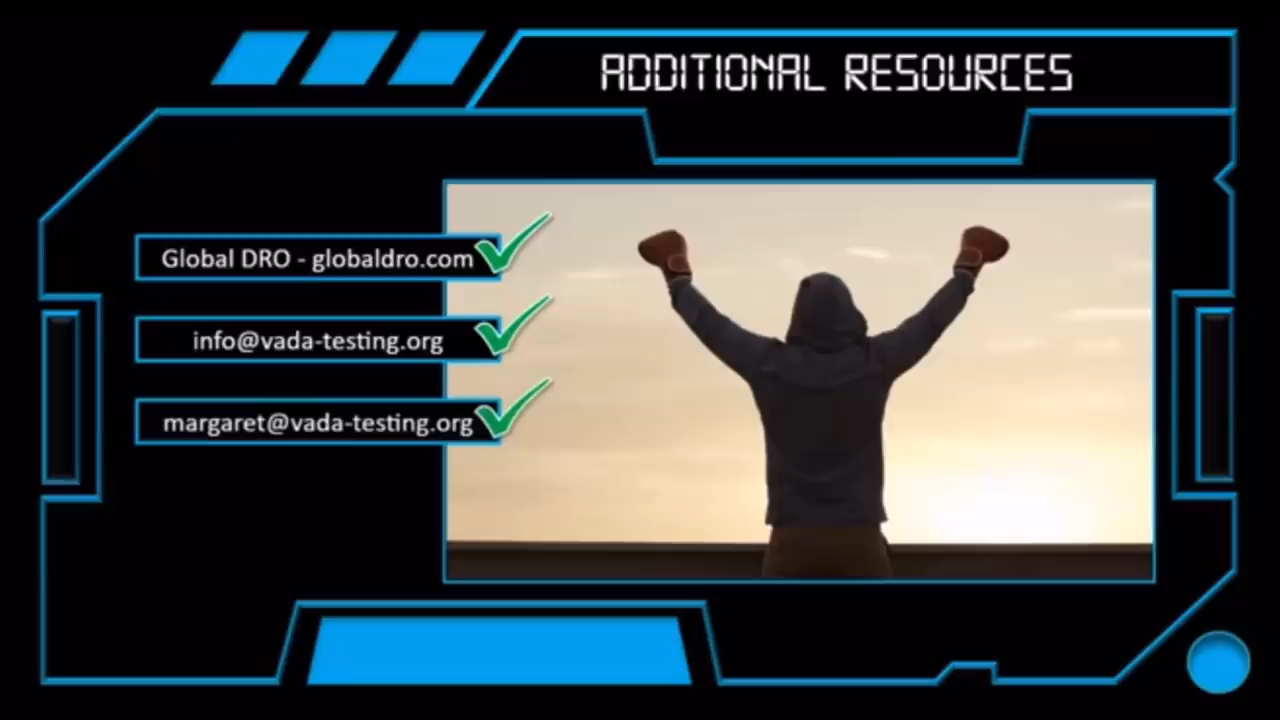 ADDITIONAL RESOURCES
Global DRO - globaldro.com
info@vada-testing.org
margaret@vada-testing.org